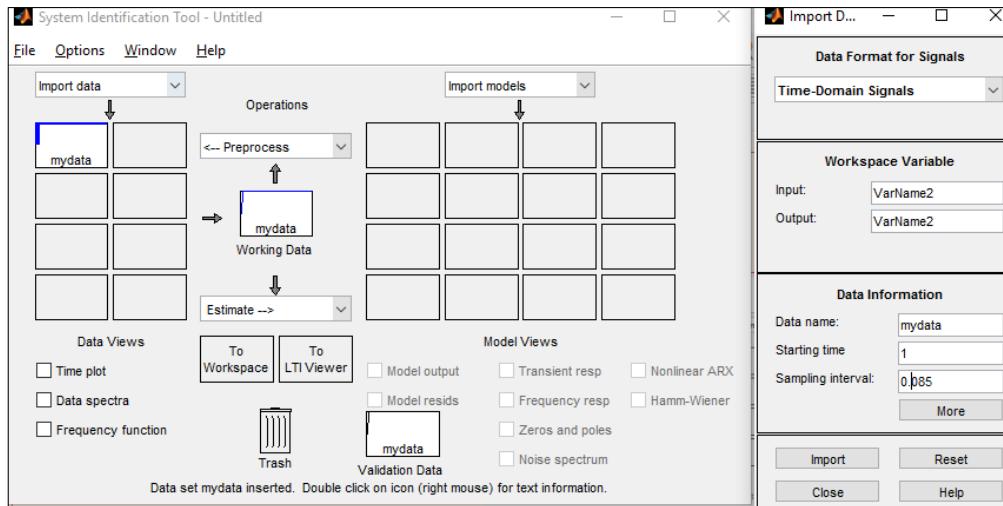 System Identification Tool - Untitled
File Options Window Help
Import data
Import models
Operations
mydata
<-- Preprocess
mydata
Working Data
Estimate -->
Data Views
To Workspace
To LTI Viewer
Model Views
Time plot
Data spectra
Frequency function
Model output
Transient resp
Nonlinear ARX
Model resids
Frequency resp
Hamm-Wiener
Zeros and poles
Noise spectrum
Trash
mydata
Validation Data
Data set mydata inserted. Double click on icon (right mouse) for text information.
Import D...
Data Format for Signals
Time-Domain Signals
Workspace Variable
Input: VarName2
Output: VarName2
Data Information
Data name: mydata
Starting time 1
Sampling interval: 0.085
More
Import Reset
Close Help